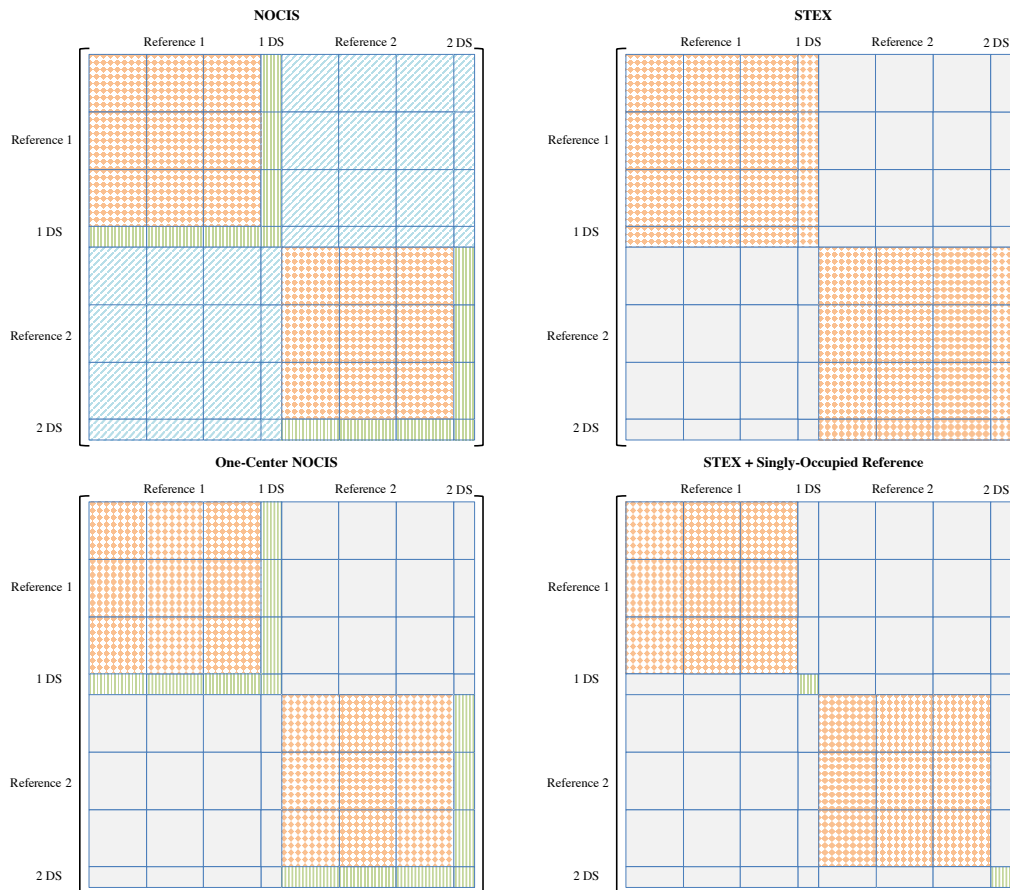 NOCIS
Reference 1 1 DS Reference 2 2 DS
Reference 1
1 DS
Reference 2
2 DS
STEX
Reference 1 1 DS Reference 2 2 DS
Reference 1
1 DS
Reference 2
2 DS
One-Center NOCIS
Reference 1 1 DS Reference 2 2 DS
Reference 1
1 DS
Reference 2
2 DS
STEX + Singly-Occupied Reference
Reference 1 1 DS Reference 2 2 DS
Reference 1
1 DS
Reference 2
2 DS